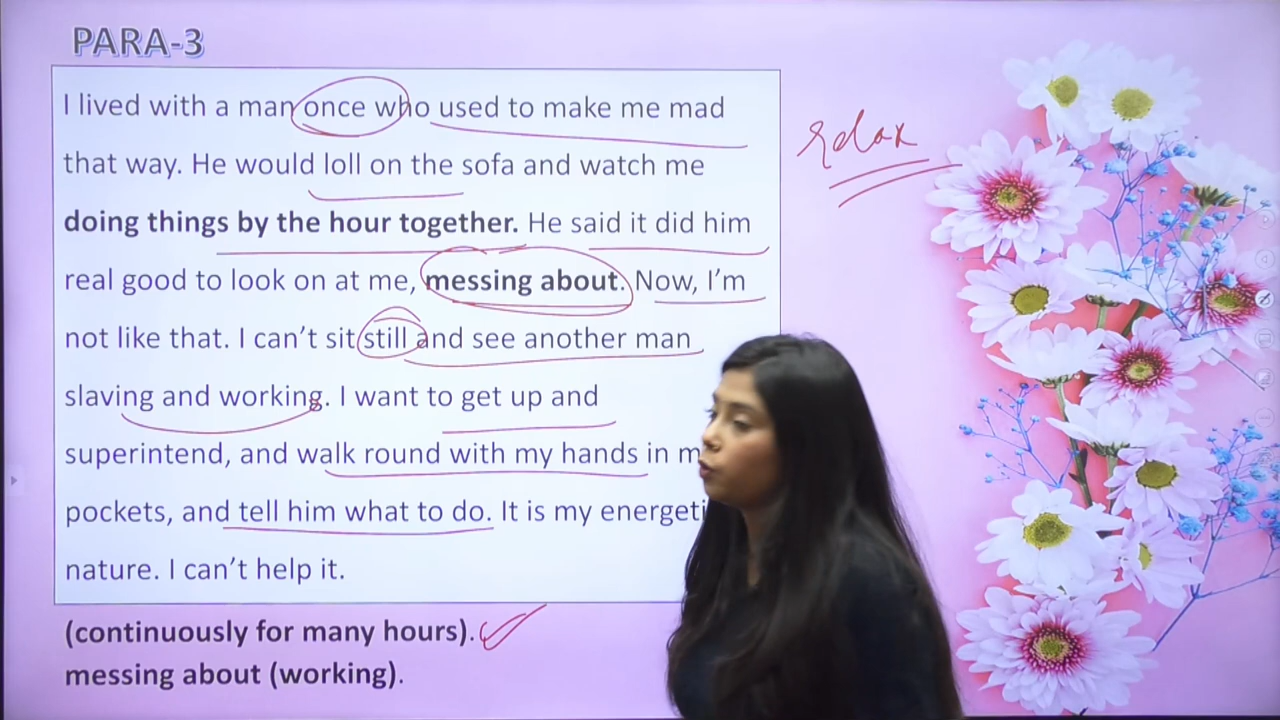 PARA-3
I lived with a man once who used to make me mad
that way. He would loll on the sofa and watch me
doing things by the hour together. He said it did him
real good to look on at me, messing about. Now, I'm
not like that. I can't sit still and see another man
slaving and working. I want to get up and
superintend, and walk round with my hands in
pockets, and tell him what to do. It is my
nature. I can't help it.
(continuously for many hours).
messing about (working).
relax